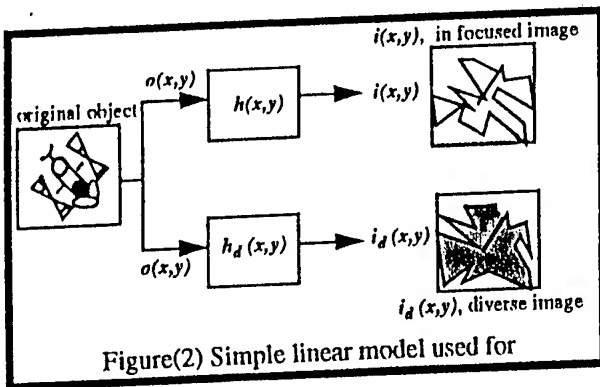 i(x,y), in focused image
o(x,y)
original object
h(x,y)
i(x,y)
o(x,y)
h_d (x,y)
i_d (x,y)
i_d (x,y), diverse image
Figure(2) Simple linear model used for